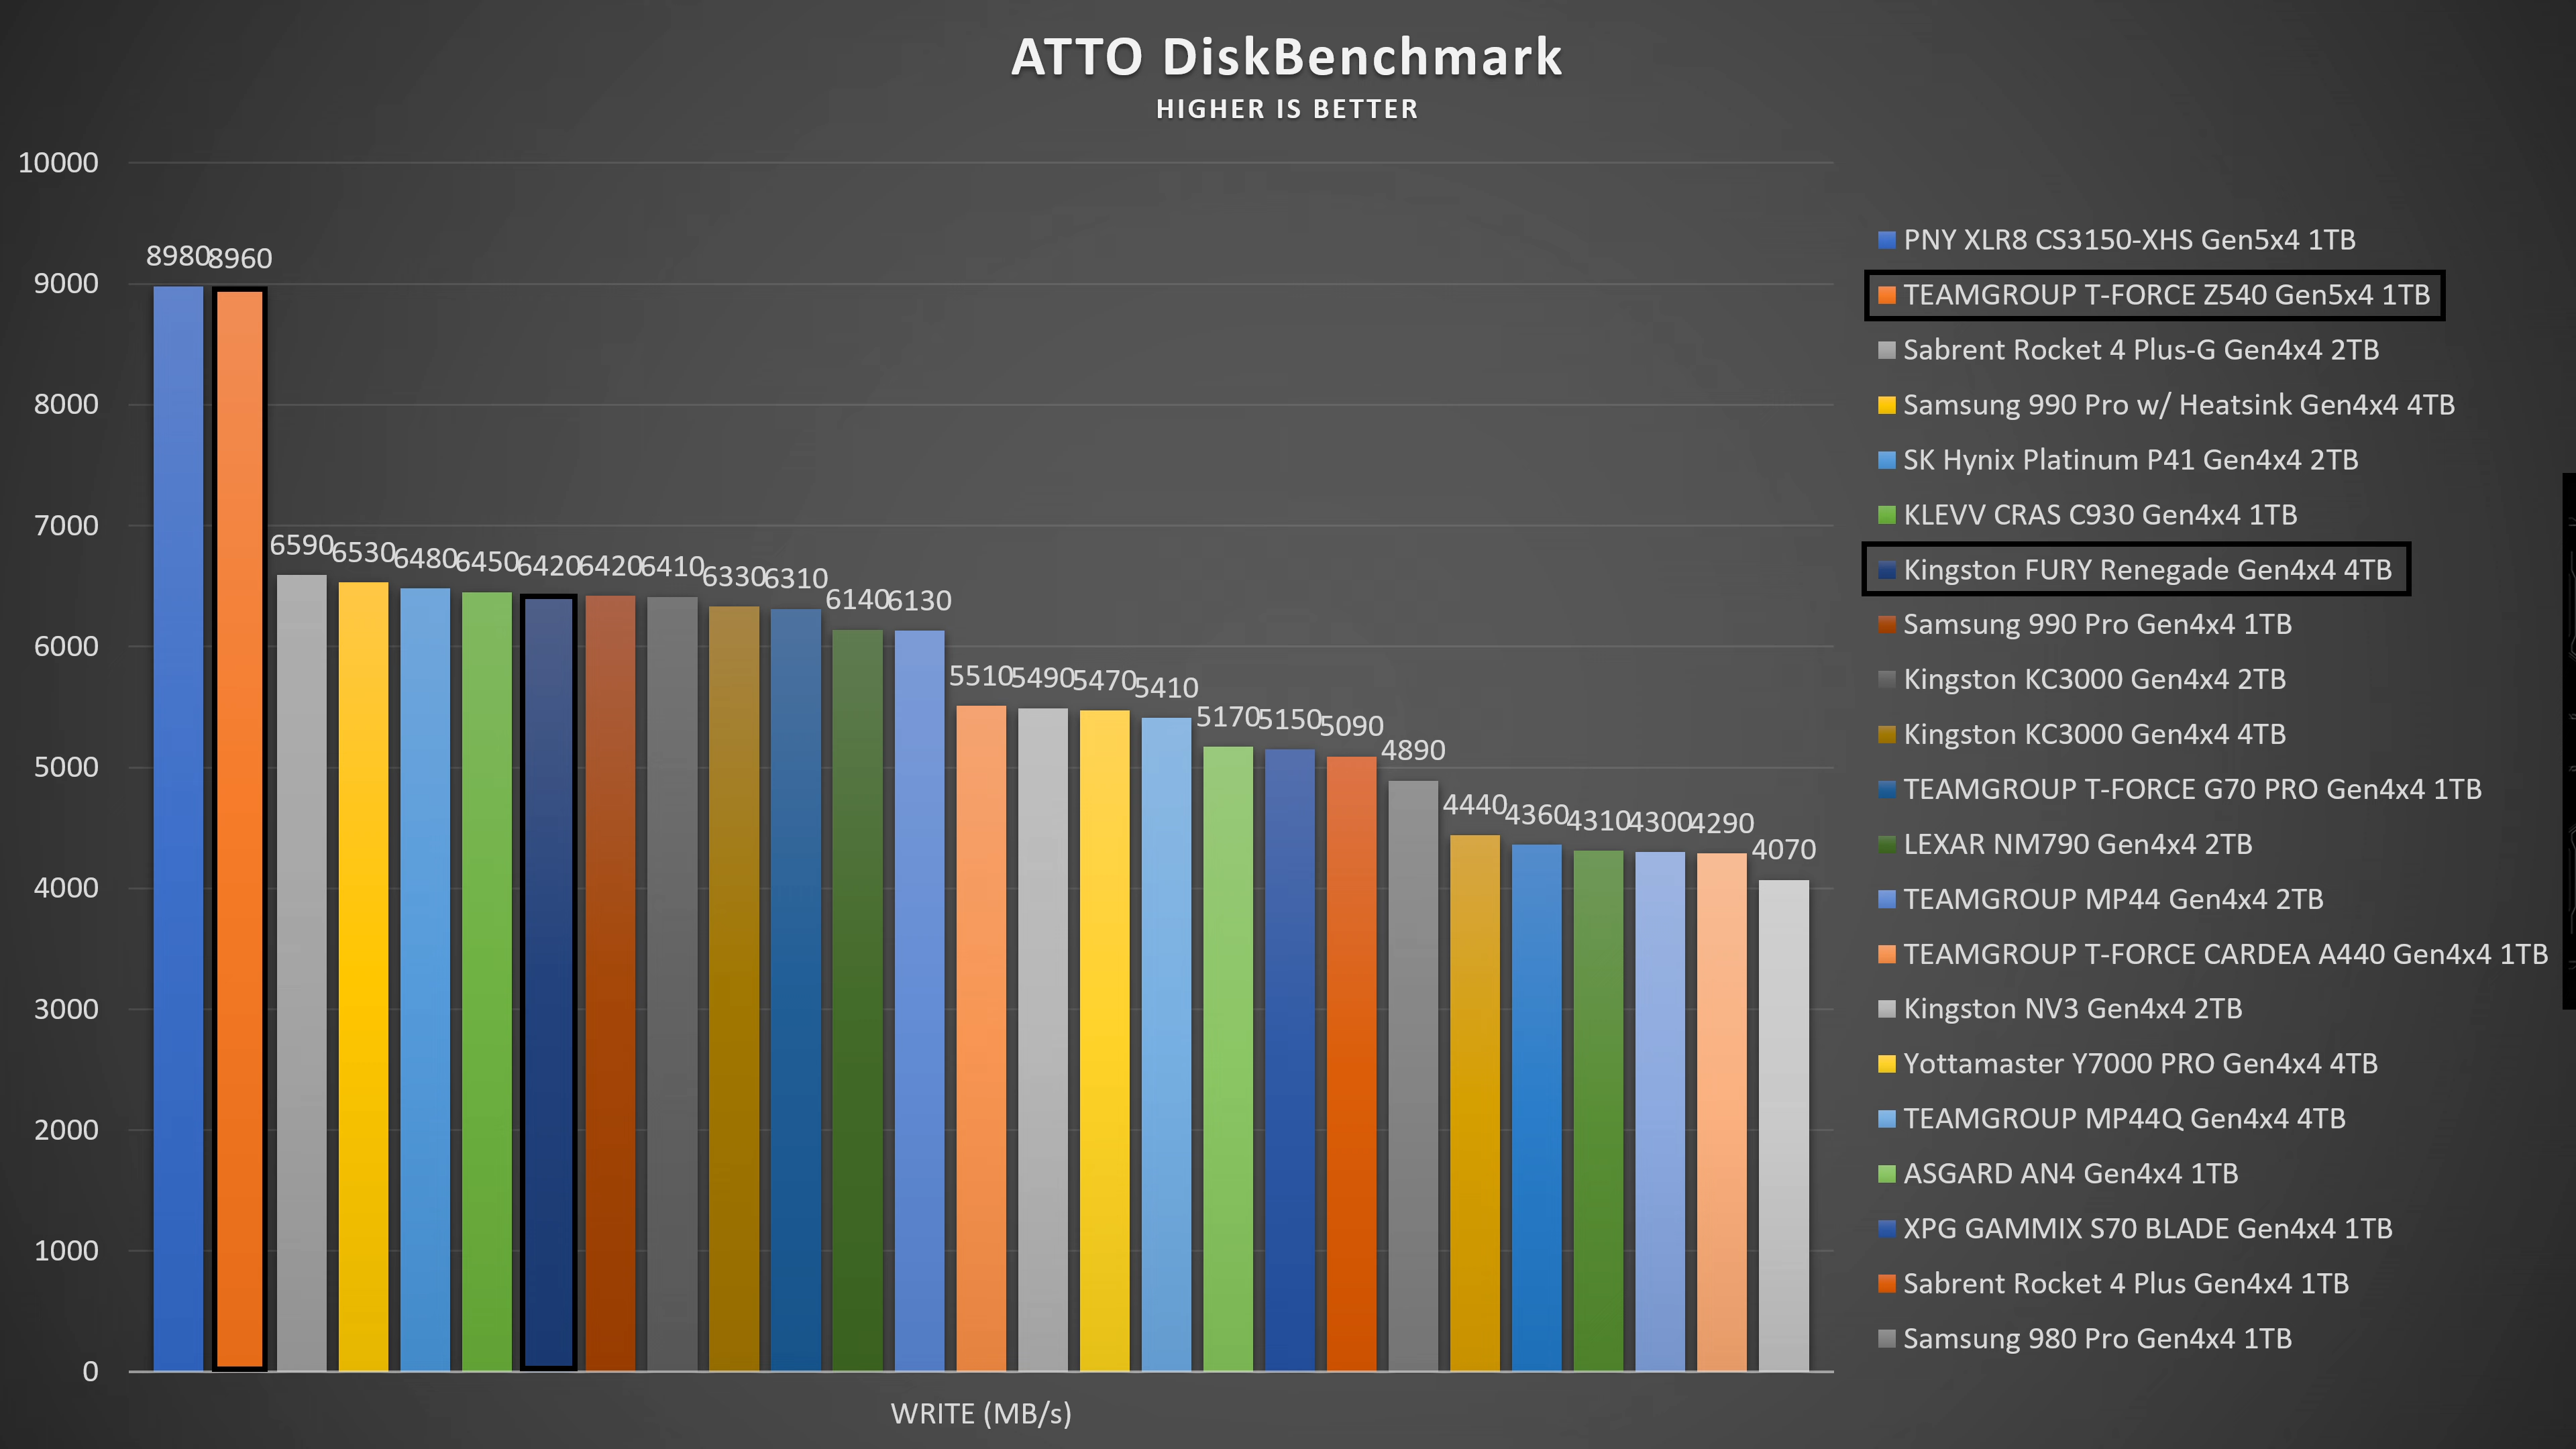 ATTO DiskBenchmark
HIGHER IS BETTER
10000
9000
8000
7000
6000
5000
4000
3000
2000
1000
0
8980
8960
6590
6530
6480
6450
6420
6420
6410
6330
6310
6140
6130
5510
5490
5470
5410
5170
5150
5090
4890
4440
4360
4310
4300
4290
4070
WRITE (MB/s)
PNY XLR8 CS3150-XHS Gen5x4 1TB
TEAMGROUP T-FORCE Z540 Gen5x4 1TB
Sabrent Rocket 4 Plus-G Gen4x4 2TB
Samsung 990 Pro w/ Heatsink Gen4x4 4TB
SK Hynix Platinum P41 Gen4x4 2TB
KLEVV CRAS C930 Gen4x4 1TB
Kingston FURY Renegade Gen4x4 4TB
Samsung 990 Pro Gen4x4 1TB
Kingston KC3000 Gen4x4 2TB
Kingston KC3000 Gen4x4 4TB
TEAMGROUP T-FORCE G70 PRO Gen4x4 1TB
LEXAR NM790 Gen4x4 2TB
TEAMGROUP MP44 Gen4x4 2TB
TEAMGROUP T-FORCE CARDEA A440 Gen4x4 1TB
Kingston NV3 Gen4x4 2TB
Yottamaster Y7000 PRO Gen4x4 4TB
TEAMGROUP MP44Q Gen4x4 4TB
ASGARD AN4 Gen4x4 1TB
XPG GAMMIX S70 BLADE Gen4x4 1TB
Sabrent Rocket 4 Plus Gen4x4 1TB
Samsung 980 Pro Gen4x4 1TB